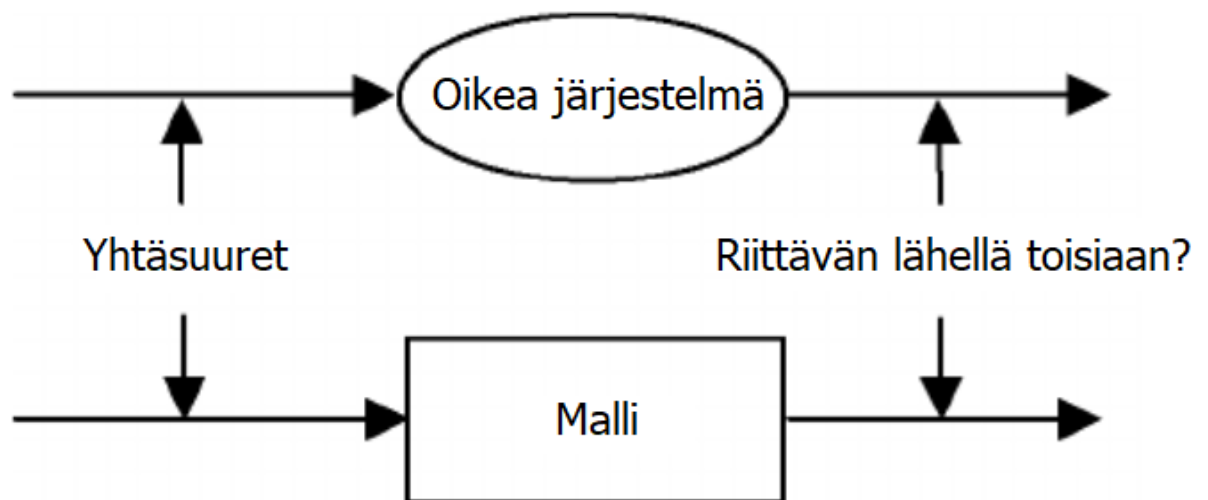 Oikea järjestelmä
Yhtäsuuret
Riittävän lähellä toisiaan?
Malli